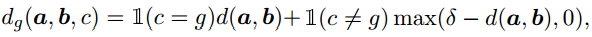 d_g(a, b, c) = 𝟙(c = g)d(a, b)+ 𝟙(c ≠ g) max(δ − d(a, b), 0),